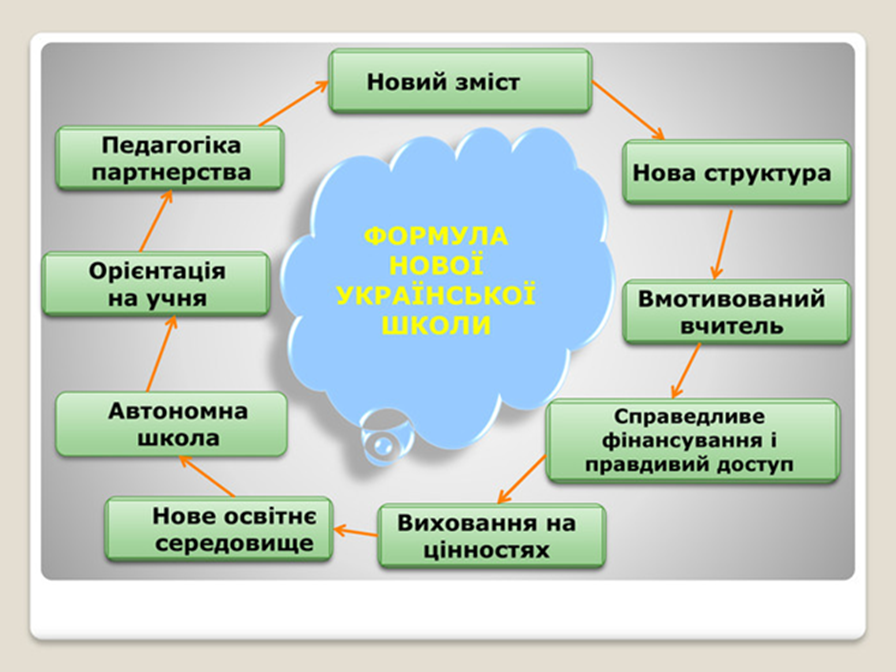 Новий зміст
Педагогіка
партнерства
Нова структура
ФОРМУЛА
НОВОЇ
УКРАЇНСЬКОЇ
ШКОЛИ
Орієнтація
на учня
Вмотивований
вчитель
Автономна
школа
Справедливе
фінансування і
правдивий доступ
Нове освітнє
середовище
Виховання на
цінностях